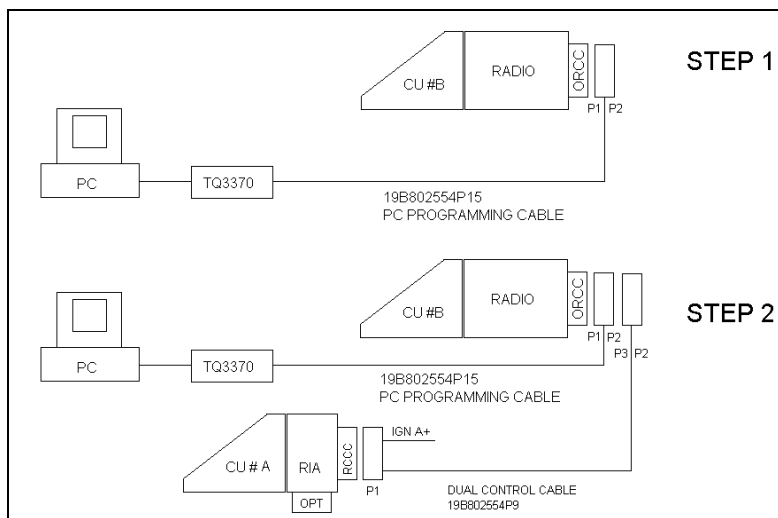 STEP 1
CU #B
RADIO
ORCC
P1 P2
PC
TQ3370
19B802554P15
PC PROGRAMMING CABLE
STEP 2
CU #B
RADIO
ORCC
P1 P2
P3 P2
PC
TQ3370
19B802554P15
PC PROGRAMMING CABLE
IGN A+
CU # A
RIA
RCCC
P1
OPT
DUAL CONTROL CABLE
19B802554P9